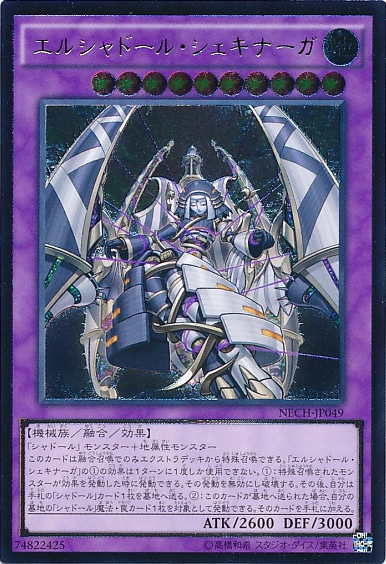 エルシャドール・シェキナーガ
NECH-JP049
【機械族／融合／効果】
「シャドール」モンスター＋地属性モンスター
このカードは融合召喚でのみエクストラデッキから特殊召喚できる。「エルシャドール・
シェキナーガ」の①の効果は1ターンに1度しか使用できない。①：特殊召喚されたモンス
ターが効果を発動した時に発動できる。その発動を無効にし破壊する。その後、自分は
手札の「シャドール」カード1枚を墓地へ送る。②：このカードが墓地へ送られた場合、自分の
墓地の「シャドール」魔法・罠カード1枚を対象として発動できる。そのカードを手札に加える。
ATK/2600 DEF/3000
74822425
©高橋和希 スタジオ・ダイス/集英社